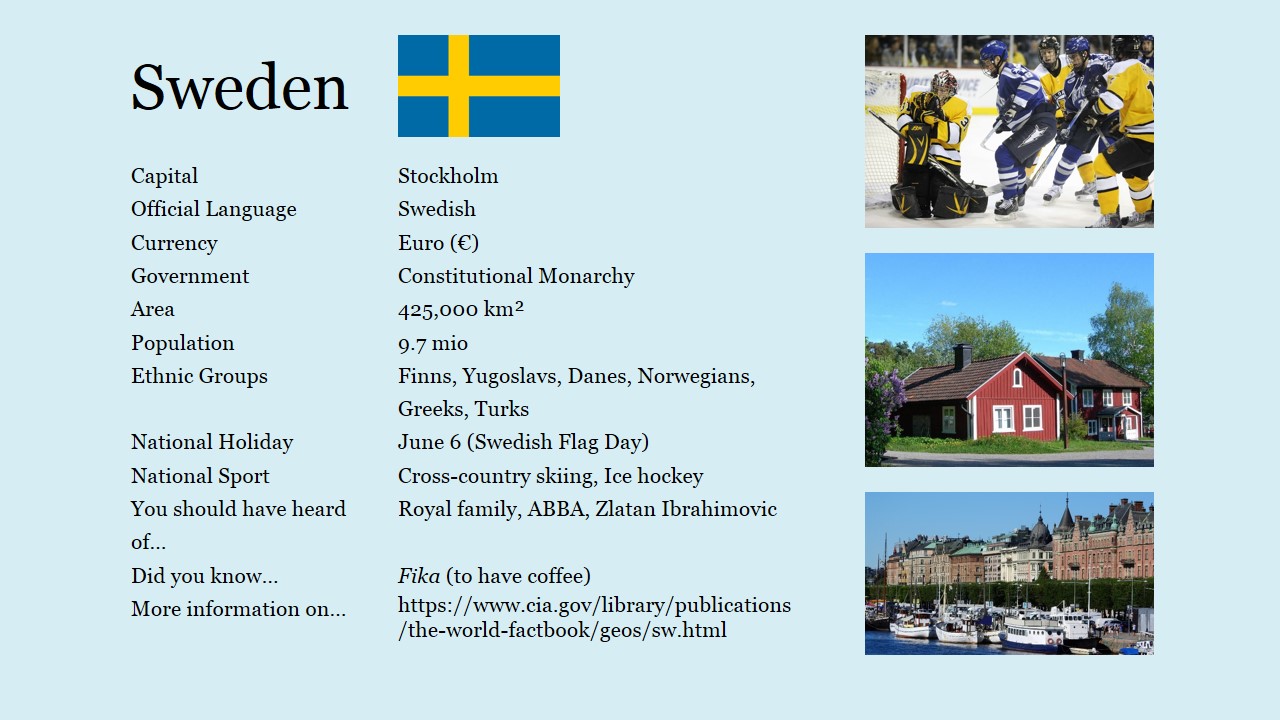 Sweden
Capital Stockholm
Official Language Swedish
Currency Euro (€)
Government Constitutional Monarchy
Area 425,000 km²
Population 9.7 mio
Ethnic Groups Finns, Yugoslavs, Danes, Norwegians,
Greeks, Turks
National Holiday June 6 (Swedish Flag Day)
National Sport Cross-country skiing, Ice hockey
You should have heard Royal family, ABBA, Zlatan Ibrahimovic
of...
Did you know... Fika (to have coffee)
More information on... https://www.cia.gov/library/publications
/the-world-factbook/geos/sw.html